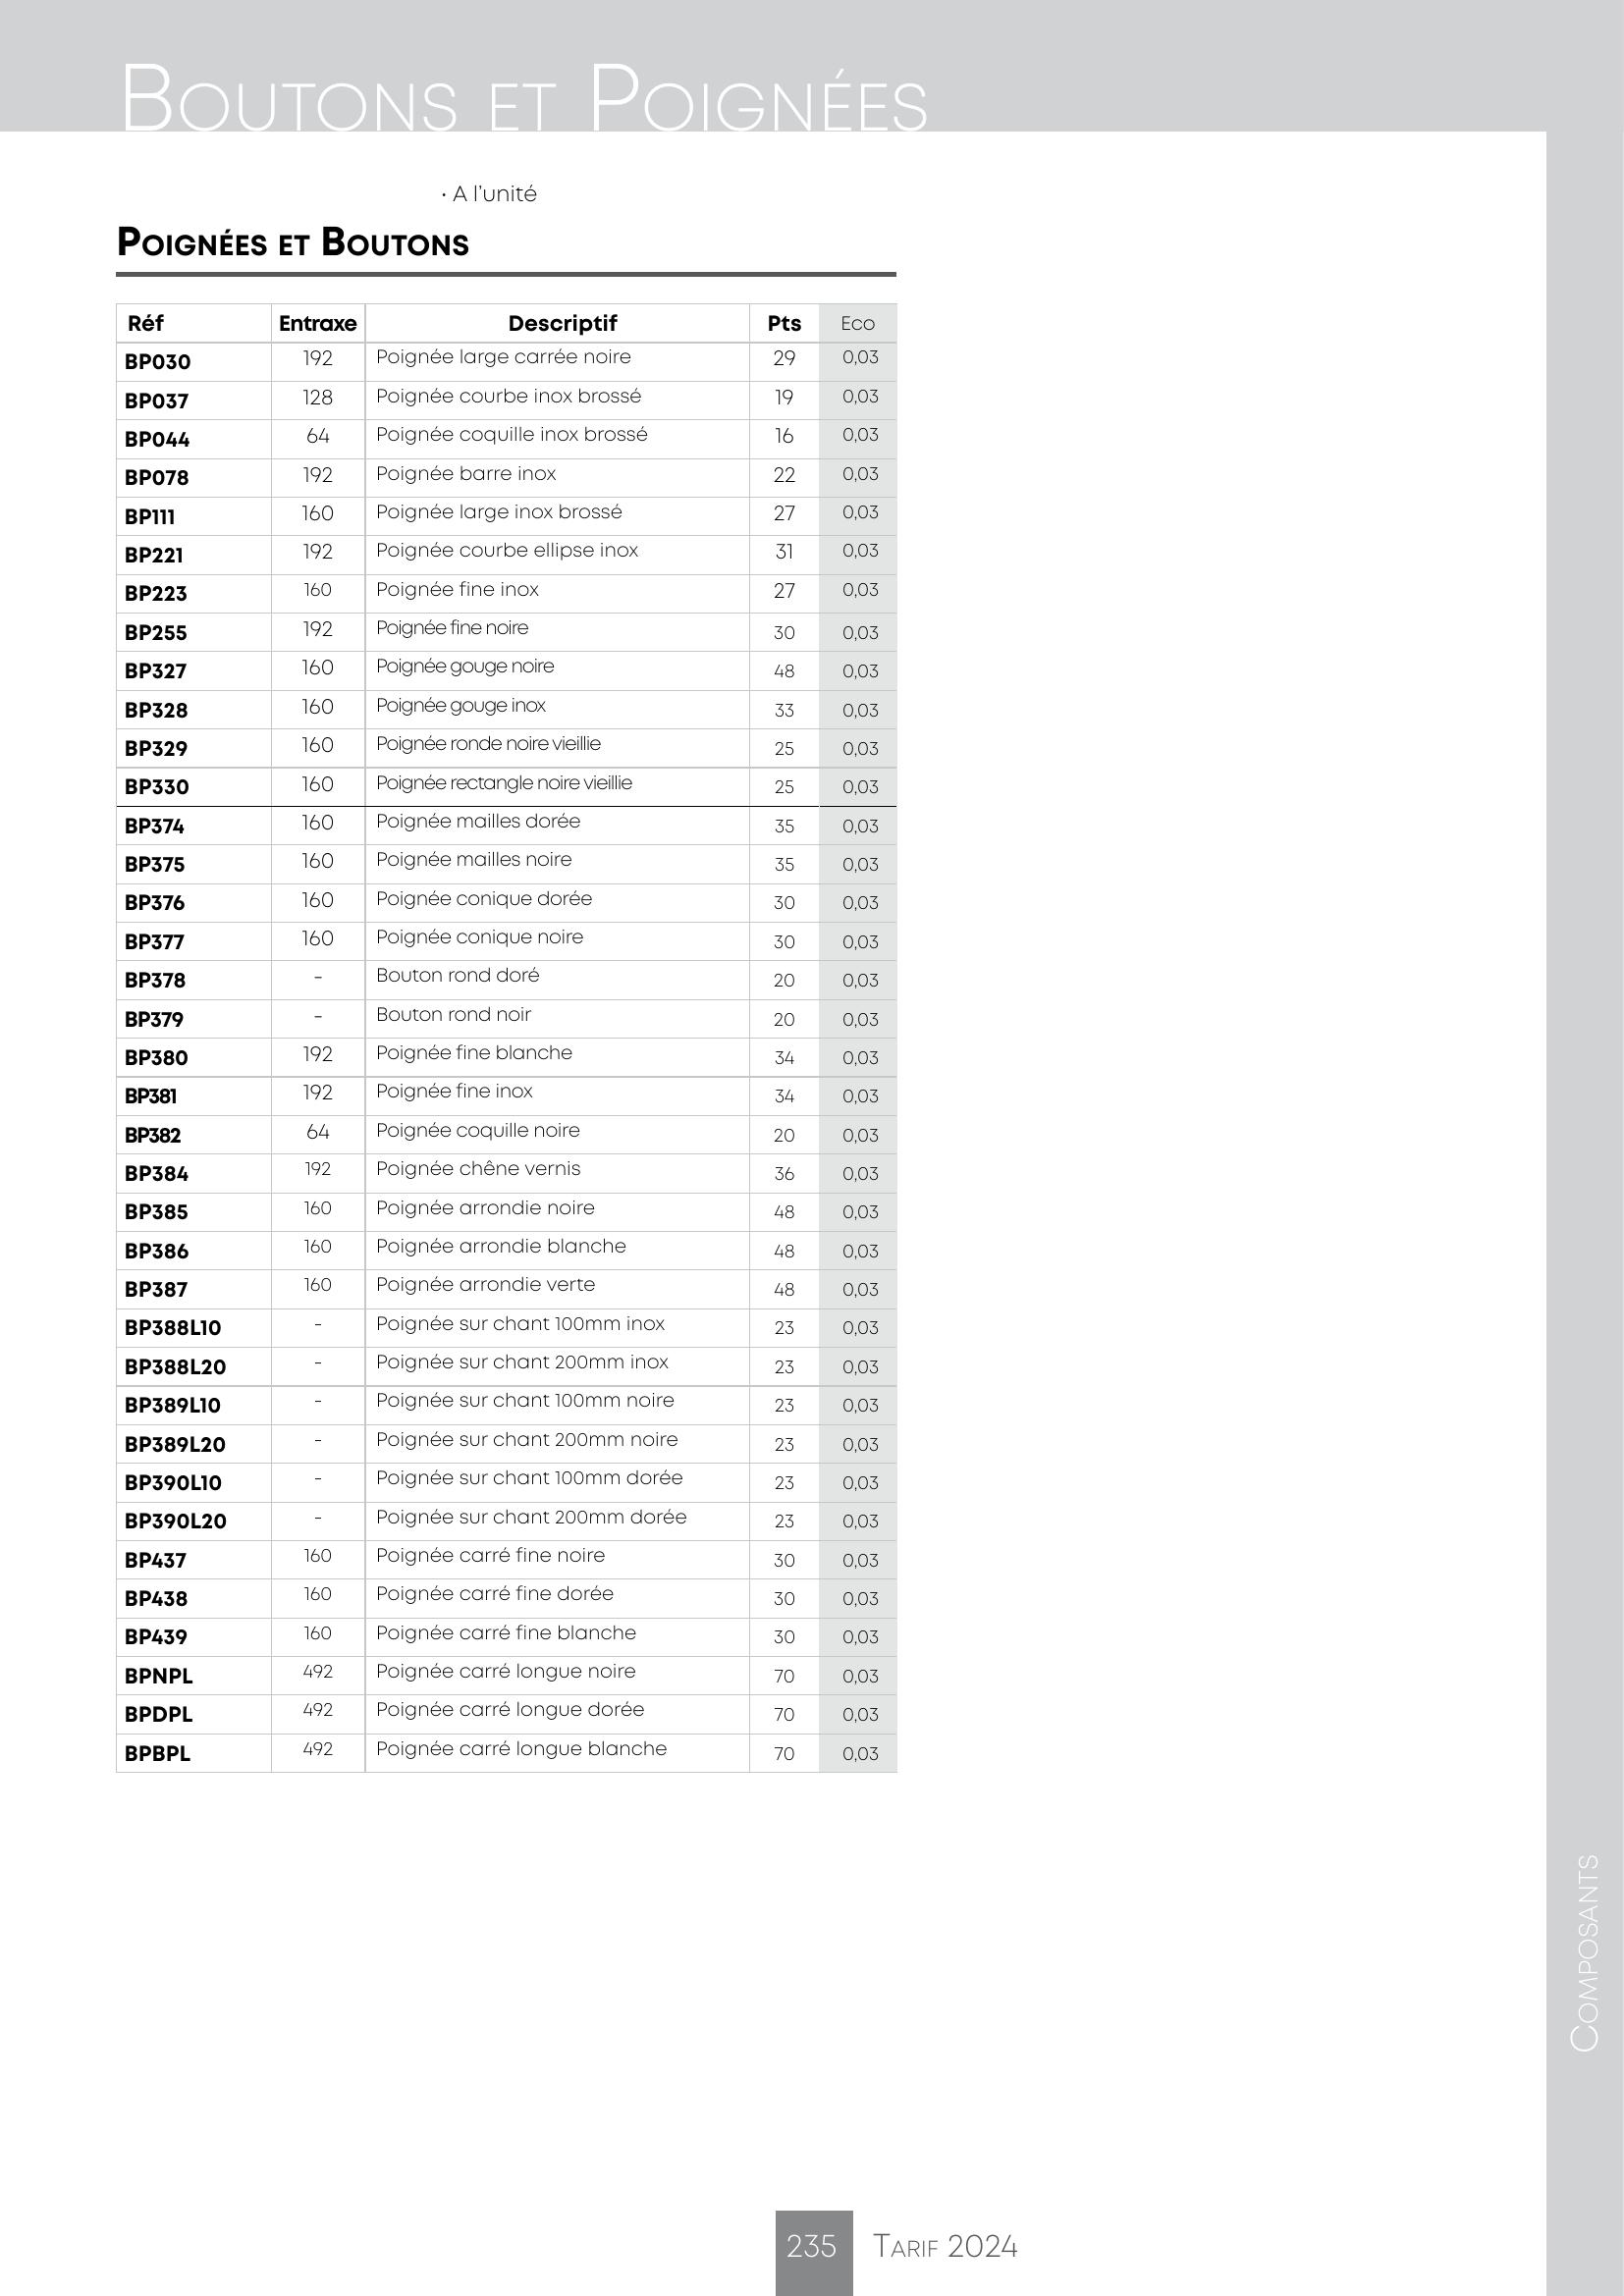 Boutons et Poignées
• A l’unité
Poignées et Boutons
Réf Entraxe Descriptif Pts Eco
BP030 192 Poignée large carrée noire 29 0,03
BP037 128 Poignée courbe inox brossé 19 0,03
BP044 64 Poignée coquille inox brossé 16 0,03
BP078 192 Poignée barre inox 22 0,03
BP111 160 Poignée large inox brossé 27 0,03
BP221 192 Poignée courbe ellipse inox 31 0,03
BP223 160 Poignée fine inox 27 0,03
BP255 192 Poignée fine noire 30 0,03
BP327 160 Poignée gouge noire 48 0,03
BP328 160 Poignée gouge inox 33 0,03
BP329 160 Poignée ronde noire vieillie 25 0,03
BP330 160 Poignée rectangle noire vieillie 25 0,03
BP374 160 Poignée mailles dorée 35 0,03
BP375 160 Poignée mailles noire 35 0,03
BP376 160 Poignée conique dorée 30 0,03
BP377 160 Poignée conique noire 30 0,03
BP378 - Bouton rond doré 20 0,03
BP379 - Bouton rond noir 20 0,03
BP380 192 Poignée fine blanche 34 0,03
BP381 192 Poignée fine inox 34 0,03
BP382 64 Poignée coquille noire 20 0,03
BP384 192 Poignée chêne vernis 36 0,03
BP385 160 Poignée arrondie noire 48 0,03
BP386 160 Poignée arrondie blanche 48 0,03
BP387 160 Poignée arrondie verte 48 0,03
BP388L10 - Poignée sur chant 100mm inox 23 0,03
BP388L20 - Poignée sur chant 200mm inox 23 0,03
BP389L10 - Poignée sur chant 100mm noire 23 0,03
BP389L20 - Poignée sur chant 200mm noire 23 0,03
BP390L10 - Poignée sur chant 100mm dorée 23 0,03
BP390L20 - Poignée sur chant 200mm dorée 23 0,03
BP437 160 Poignée carré fine noire 30 0,03
BP438 160 Poignée carré fine dorée 30 0,03
BP439 160 Poignée carré fine blanche 30 0,03
BPNPL 492 Poignée carré longue noire 70 0,03
BPDPL 492 Poignée carré longue dorée 70 0,03
BPBPL 492 Poignée carré longue blanche 70 0,03
Composants
235 Tarif 2024